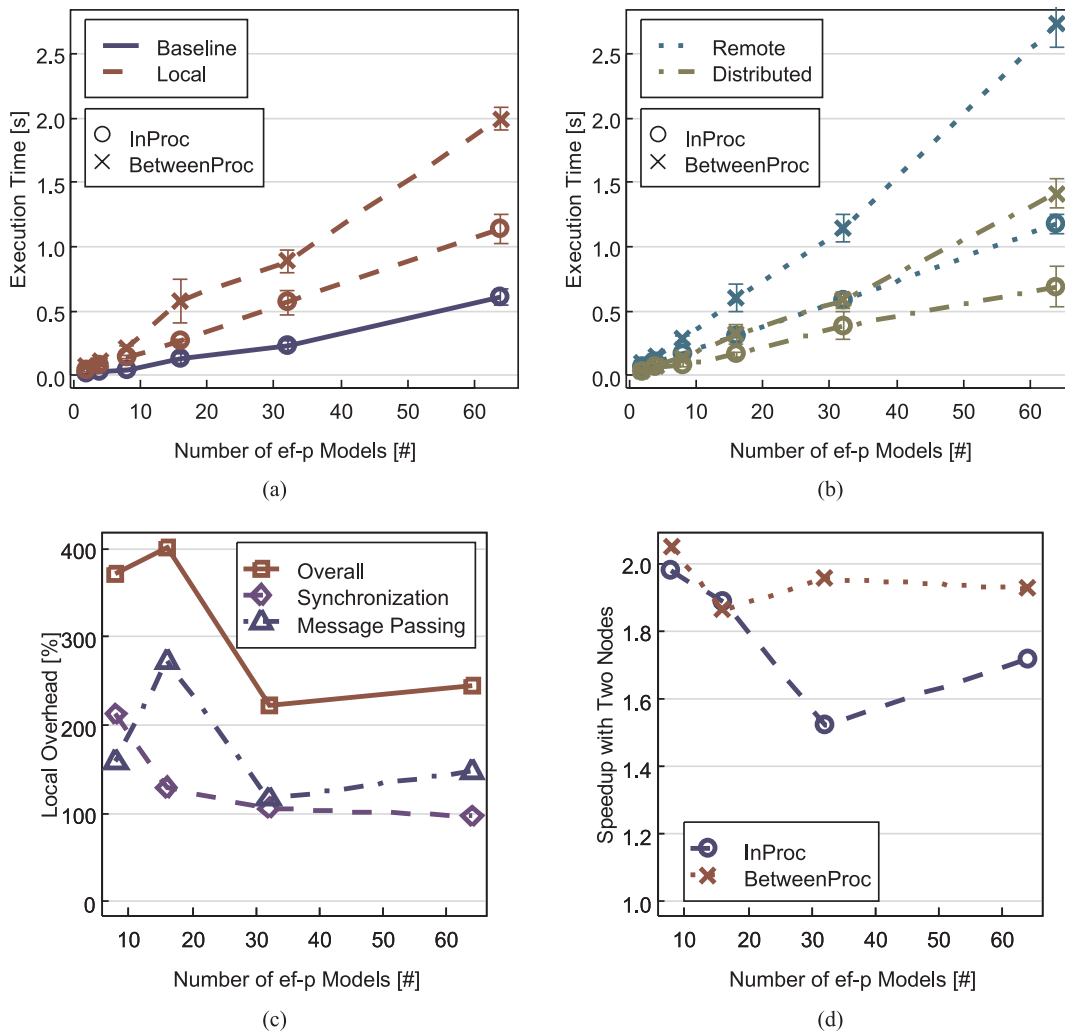 Execution Time [s]
2.5
2.0
1.5
1.0
0.5
0.0
Baseline
Local
InProc
BetweenProc
0 10 20 30 40 50 60
Number of ef-p Models [#]
(a)
Execution Time [s]
2.5
2.0
1.5
1.0
0.5
0.0
Remote
Distributed
InProc
BetweenProc
0 10 20 30 40 50 60
Number of ef-p Models [#]
(b)
Local Overhead [%]
400
300
200
100
0
Overall
Synchronization
Message Passing
10 20 30 40 50 60
Number of ef-p Models [#]
(c)
Speedup with Two Nodes
2.0
1.8
1.6
1.4
1.2
1.0
InProc
BetweenProc
10 20 30 40 50 60
Number of ef-p Models [#]
(d)